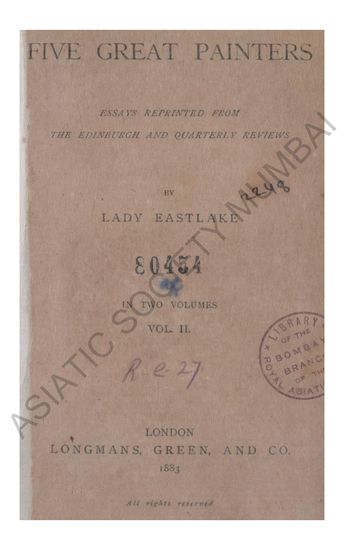 FIVE GREAT PAINTERS
ESSAYS REPRINTED FROM
THE EDINBURGH AND QUARTERLY REVIEWS
BY
LADY EASTLAKE
80434
IN TWO VOLUMES
VOL. II.
R.e.27
LONDON
LONGMANS, GREEN, AND CO.
1883
All rights reserved
LIBRARY
OF THE
BOMBAY
BRANCH
OF THE
ROYAL ASIATI
ASIATIC SOCIETY MUMBAI